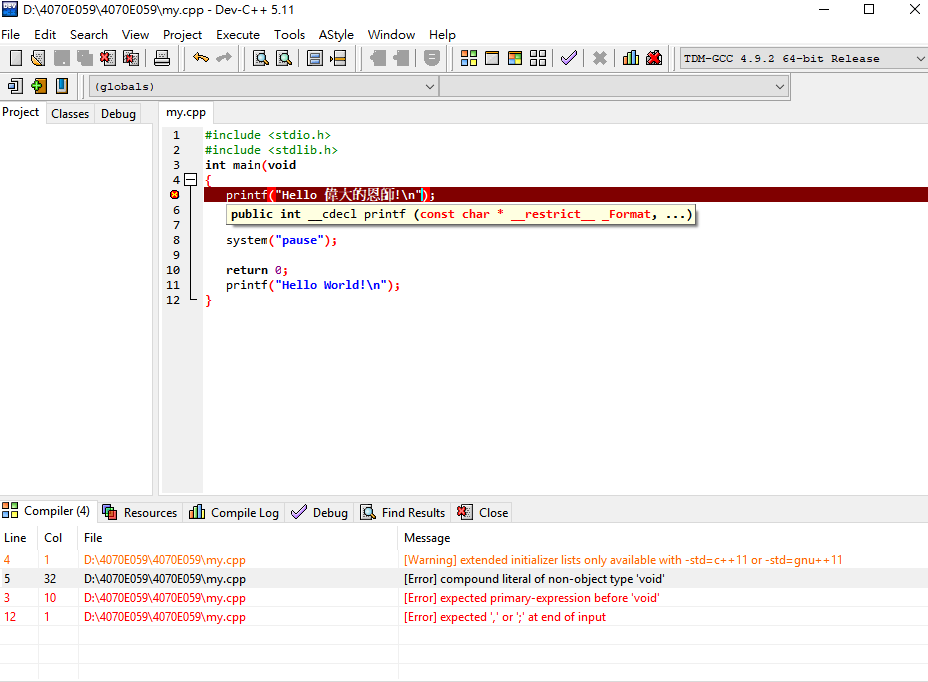 D:\4070E059\4070E059\my.cpp - Dev-C++ 5.11
File Edit Search View Project Execute Tools AStyle Window Help
TDM-GCC 4.9.2 64-bit Release
(globals)
Project Classes Debug my.cpp
1 #include <stdio.h>
2 #include <stdlib.h>
3 int main(void
4 {
printf("Hello 偉大的恩師!\n");
6 public int __cdecl printf (const char * __restrict__ _Format, ...)
7
8 system("pause");
9
10 return 0;
11 printf("Hello World!\n");
12 }
Compiler (4) Resources Compile Log Debug Find Results Close
Line Col File Message
4 1 D:\4070E059\4070E059\my.cpp [Warning] extended initializer lists only available with -std=c++11 or -std=gnu++11
5 32 D:\4070E059\4070E059\my.cpp [Error] compound literal of non-object type 'void'
3 10 D:\4070E059\4070E059\my.cpp [Error] expected primary-expression before 'void'
12 1 D:\4070E059\4070E059\my.cpp [Error] expected ',' or ';' at end of input